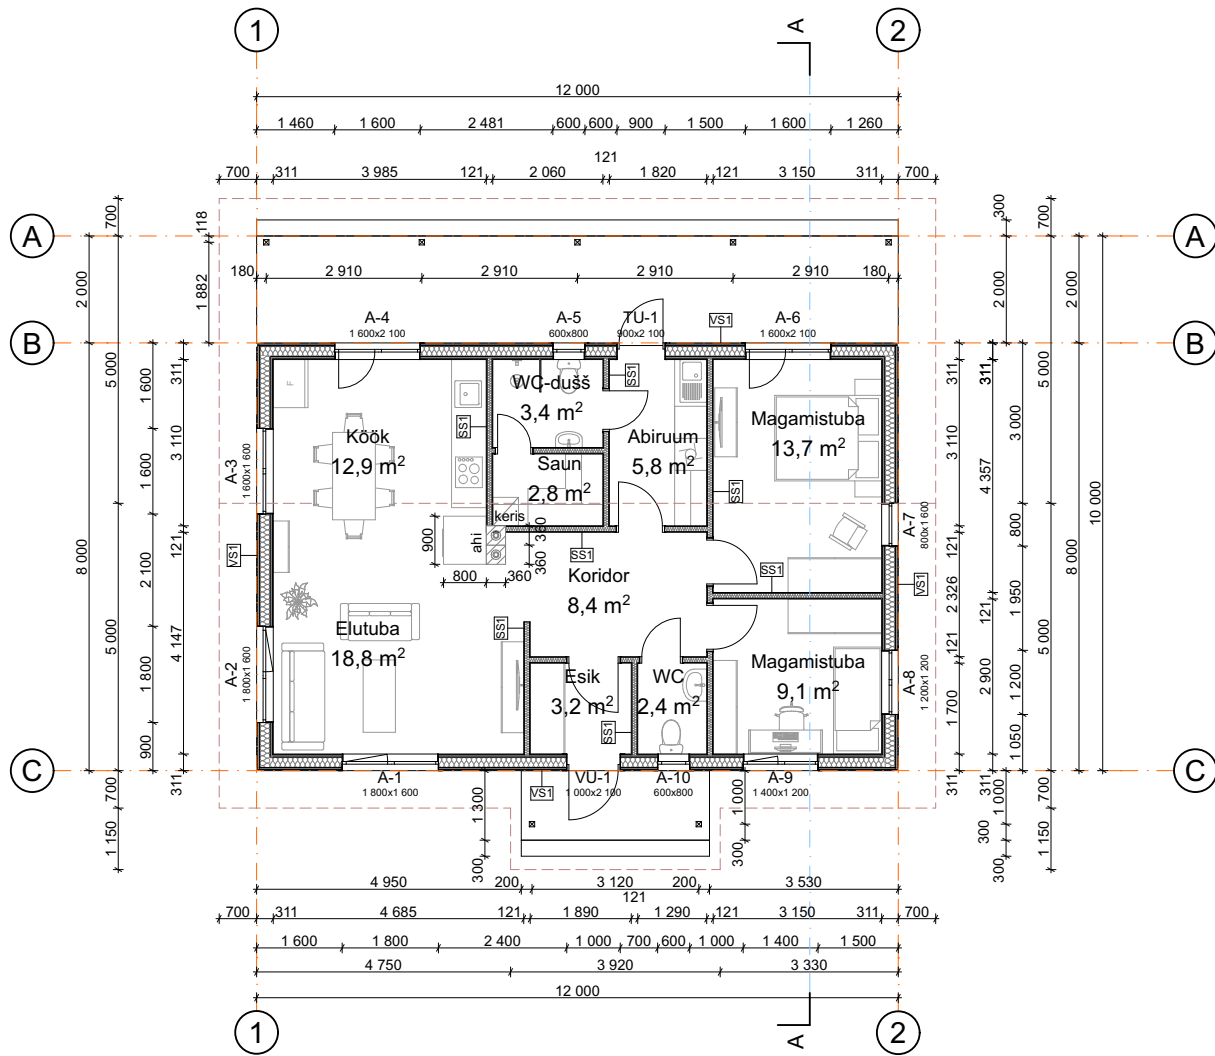 1
2
A
12 000
1 460
1 600
2 481
600
600
900
1 500
1 600
1 260
121
700
311
3 985
121
2 060
1 820
121
3 150
311
700
700
118
300
700
A
A
180
2 910
2 910
2 910
2 910
180
2 000
1 882
2 000
2 000
A-4
1 600x2 100
A-5
600x800
TU-1
900x2 100
VS1
A-6
1 600x2 100
B
B
5 000
1 600
311
F
WC-dušš
3,4 m²
SS1
SS1
Magamistuba
13,7 m²
311
311
3 000
5 000
Köök
12,9 m²
Abiruum
5,8 m²
Saun
2,8 m²
3 110
1 600
A-3
1 600x1 600
3 110
4 357
10 000
keris
SS1
A-7
800x1 600
800
8 000
8 000
900
ahi
360
360
SS1
121
121
VS1
2 100
800
360
Koridor
8,4 m²
SS1
VS1
2 326
121
1 950
Elutuba
18,8 m²
SS1
5 000
4 147
1 800
A-2
1 800x1 600
Esik
3,2 m²
WC
2,4 m²
Magamistuba
9,1 m²
A-8
1 200x1 200
121
2 900
1 200
5 000
SS1
1 700
900
1 050
C
C
311
A-1
1 800x1 600
VS1
VU-1
1 000x2 100
A-10
600x800
A-9
1 400x1 200
311
311
700
1 300
1 000
1 000
700
1 150
300
300
300
300
1 150
4 950
200
3 120
200
3 530
121
700
311
4 685
121
1 890
1 290
121
3 150
311
700
1 600
1 800
2 400
1 000
700
600
1 000
1 400
1 500
4 750
3 920
3 330
12 000
1
A
2